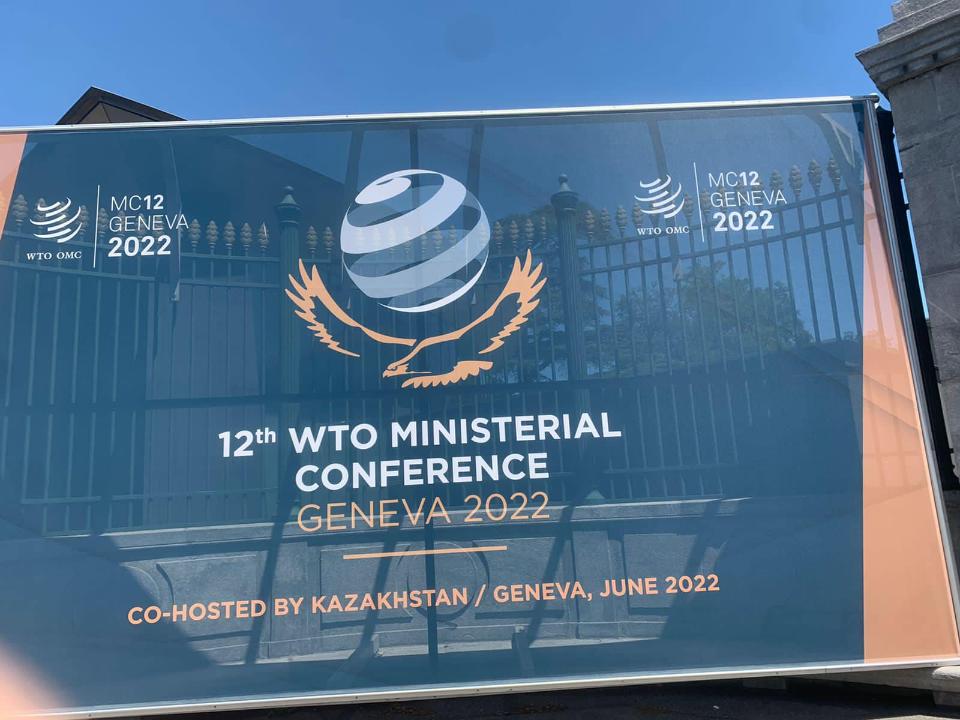 MC12
GENEVA
2022
WTO OMC
MC12
GENEVA
2022
WTO OMC
12th WTO MINISTERIAL
CONFERENCE
GENEVA 2022
CO-HOSTED BY KAZAKHSTAN / GENEVA, JUNE 2022